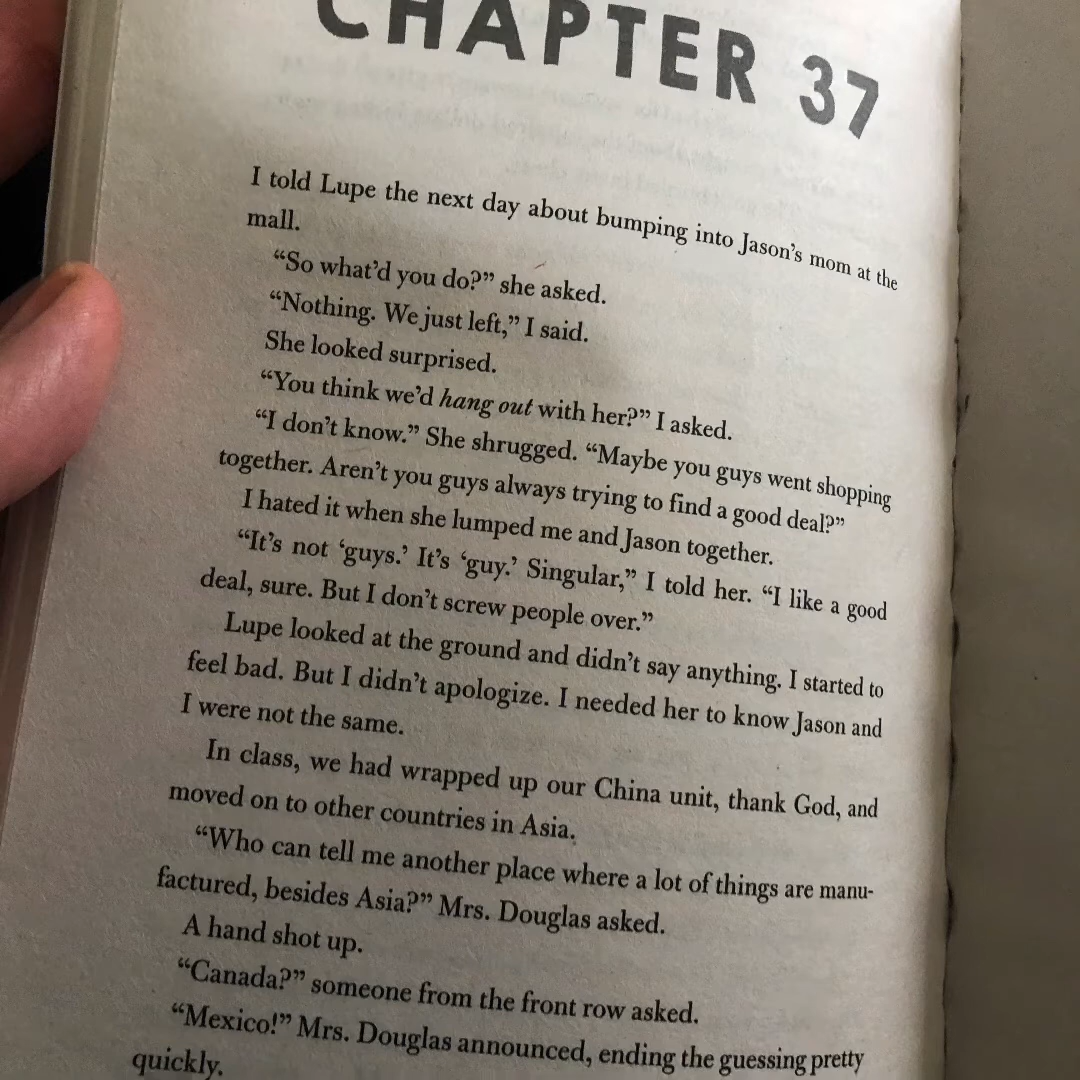 CHAPTER 37
I told Lupe the next day about bumping into Jason’s mom at the
mall.
“So what’d you do?” she asked.
“Nothing. We just left,” I said.
She looked surprised.
“You think we’d hang out with her?” I asked.
“I don’t know.” She shrugged. “Maybe you guys went shopping
together. Aren’t you guys always trying to find a good deal?”
I hated it when she lumped me and Jason together.
“It’s not ‘guys.’ It’s ‘guy.’ Singular,” I told her. “I like a good
deal, sure. But I don’t screw people over.”
Lupe looked at the ground and didn’t say anything. I started to
feel bad. But I didn’t apologize. I needed her to know Jason and
I were not the same.
In class, we had wrapped up our China unit, thank God, and
moved on to other countries in Asia.
“Who can tell me another place where a lot of things are manu-
factured, besides Asia?” Mrs. Douglas asked.
A hand shot up.
“Canada?” someone from the front row asked.
“Mexico!” Mrs. Douglas announced, ending the guessing pretty
quickly.